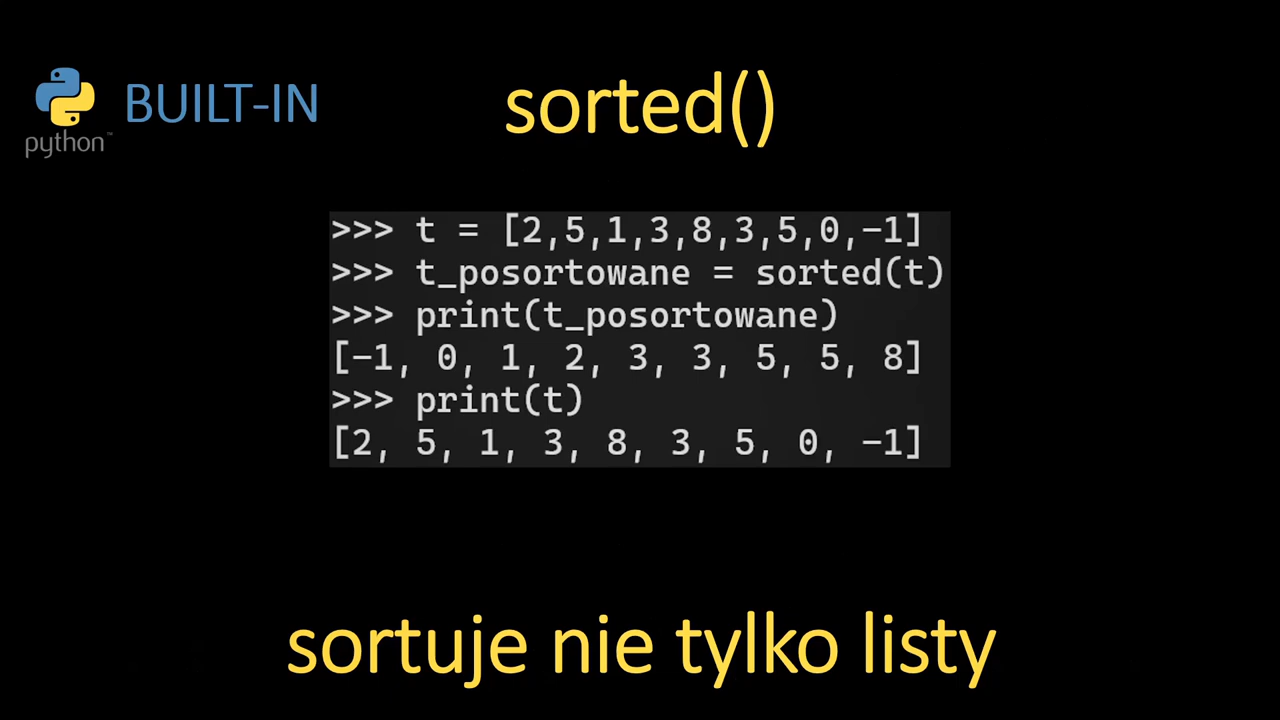 python™
BUILT-IN
sorted()
>>> t = [2,5,1,3,8,3,5,0,-1]
>>> t_posortowane = sorted(t)
>>> print(t_posortowane)
[-1, 0, 1, 2, 3, 3, 5, 5, 8]
>>> print(t)
[2, 5, 1, 3, 8, 3, 5, 0, -1]
sortuje nie tylko listy